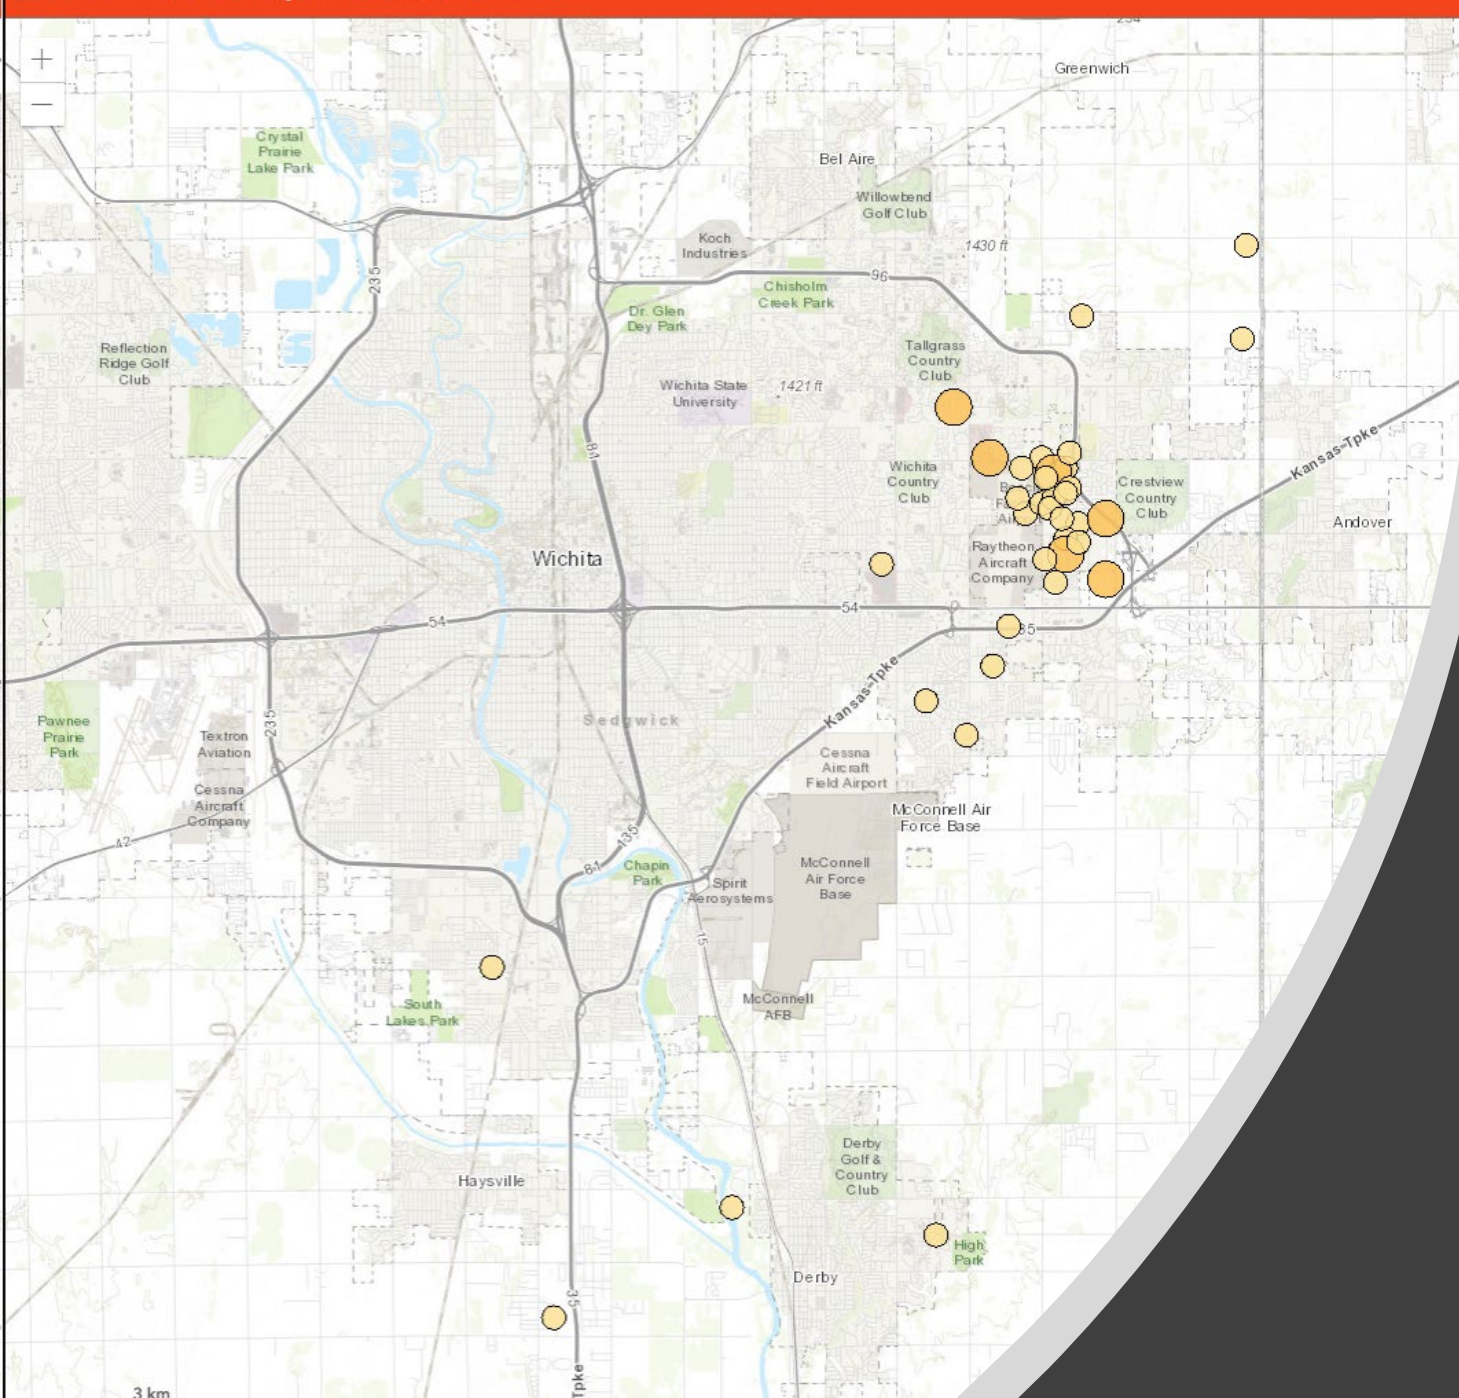 +
−
254
Greenwich
Crystal
Prairie
Lake Park
Bel Aire
Willowbend
Golf Club
Koch
Industries
1430 ft
235
96
Chisholm
Creek Park
Dr. Glen
Dey Park
Reflection
Ridge Golf
Club
Tallgrass
Country
Club
Wichita State
University
1421 ft
81
Kansas-Tpke
Wichita
Country
Club
Crestview
Country
Club
Andover
Raytheon
Aircraft
Company
Wichita
54
54
35
Kansas-Tpke
Sedgwick
235
Pawnee
Prairie
Park
Textron
Aviation
Cessna
Aircraft
Field Airport
Cessna
Aircraft
Company
McConnell Air
Force Base
42
135
81
Chapin
Park
McConnell
Air Force
Base
Spirit
Aerosystems
15
South
Lakes Park
McConnell
AFB
Derby
Golf &
Country
Club
Haysville
High
Park
Derby
35
Tpke
3 km